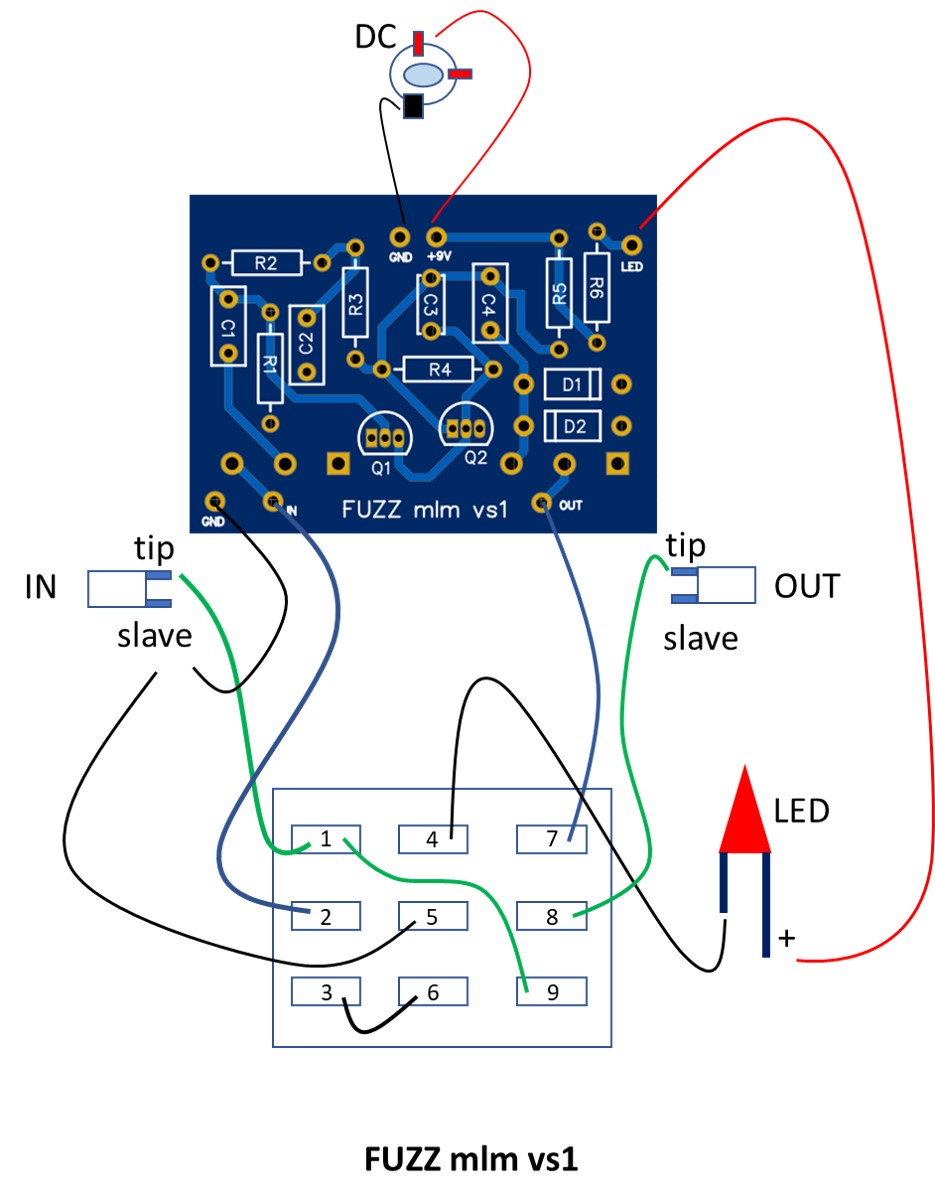 DC
GND +9V
LED
R2
R3
C3
C4
R5
R6
C1
C2
R1
R4
D1
D2
Q1
Q2
GND
IN
FUZZ mlm vs1
OUT
tip
IN
slave
tip
OUT
slave
LED
+
1 4 7
2 5 8
3 6 9
FUZZ mlm vs1